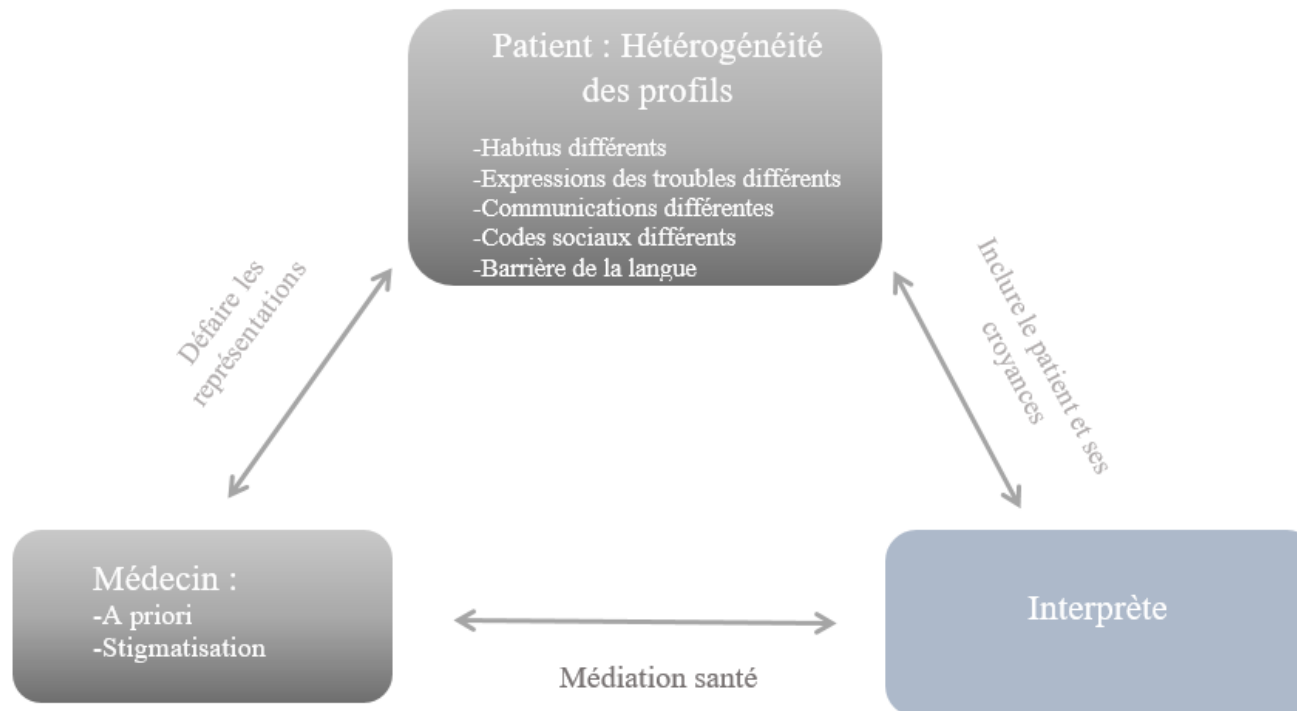 Patient : Hétérogénéité
des profils
-Habitus différents
-Expressions des troubles différents
-Communications différentes
-Codes sociaux différents
-Barrière de la langue
Défaire les
représentations
Inclure le patient et ses
croyances
Médecin :
-A priori
-Stigmatisation
Interprète
Médiation santé